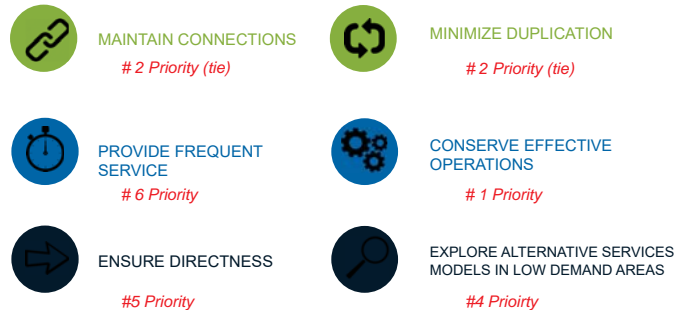 MAINTAIN CONNECTIONS
# 2 Priority (tie)
MINIMIZE DUPLICATION
# 2 Priority (tie)
PROVIDE FREQUENT
SERVICE
# 6 Priority
CONSERVE EFFECTIVE
OPERATIONS
# 1 Priority
ENSURE DIRECTNESS
#5 Priority
EXPLORE ALTERNATIVE SERVICES
MODELS IN LOW DEMAND AREAS
#4 Prioirty